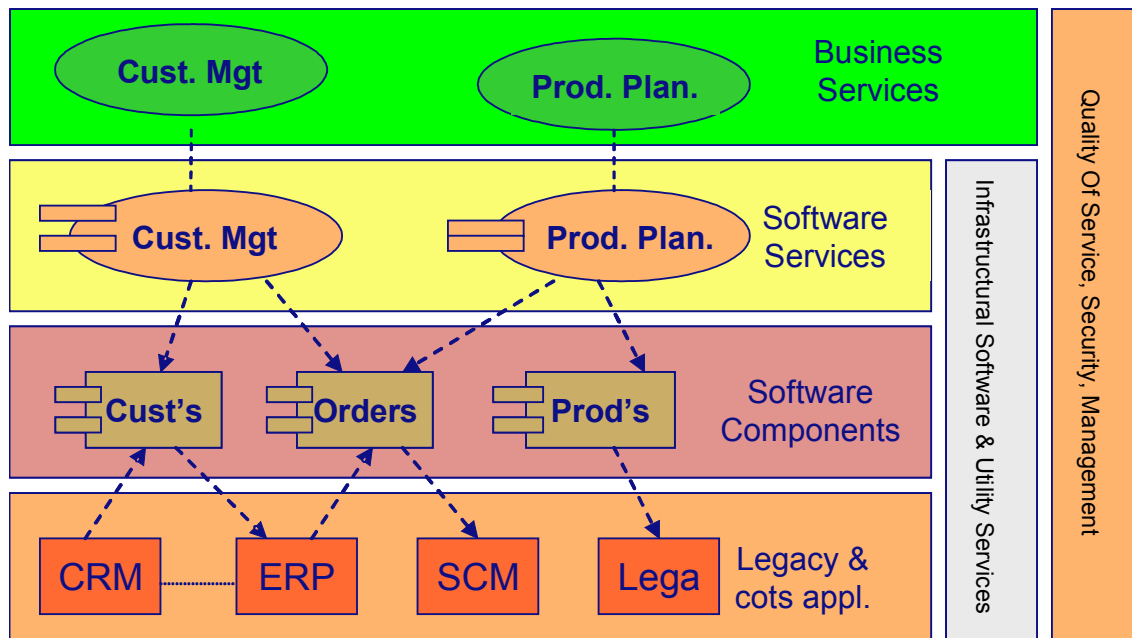 Cust. Mgt
Prod. Plan.
Business
Services
Cust. Mgt
Prod. Plan.
Software
Services
Cust's
Orders
Prod's
Software
Components
CRM
ERP
SCM
Lega
Legacy &
cots appl.
Infrastructural Software & Utility Services
Quality Of Service, Security, Management